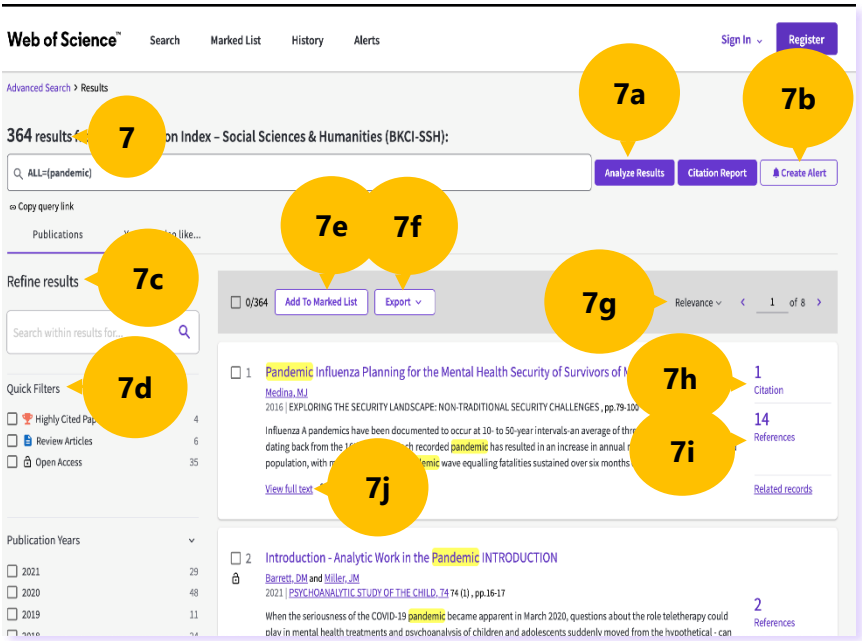 Web of Science™ Search Marked List History Alerts Sign In Register
Advanced Search > Results
7a
7b
364 results 7 on Index – Social Sciences & Humanities (BKCI-SSH):
ALL=(pandemic) Analyze Results Citation Report Create Alert
Copy query link
7e 7f
Publications like...
Refine results 7c
0/364 Add To Marked List Export 7g Relevance < 1 of 8 >
Search within results for...
7d
Quick Filters
Highly Cited Pap 4
Review Articles 6
Open Access 35
1 Pandemic Influenza Planning for the Mental Health Security of Survivors of M 7h 1
Citation
Medina, MJ
2016 | EXPLORING THE SECURITY LANDSCAPE: NON-TRADITIONAL SECURITY CHALLENGES , pp.79-100
Influenza A pandemics have been documented to occur at 10- to 50-year intervals-an average of thre 14
dating back from the 16 ch recorded pandemic has resulted in an increase in annual 7i References
population, with m emic wave equalling fatalities sustained over six months
View full text 7j Related records
Publication Years
2021 29
2020 48
2019 11
2018 24
2 Introduction - Analytic Work in the Pandemic INTRODUCTION
Barrett, DM and Miller, JM
2021 | PSYCHOANALYTIC STUDY OF THE CHILD, 74 74 (1) , pp.16-17
When the seriousness of the COVID-19 pandemic became apparent in March 2020, questions about the role teletherapy could 2
References
play in mental health treatments and psychoanalysis of children and adolescents suddenly moved from the hypothetical - can